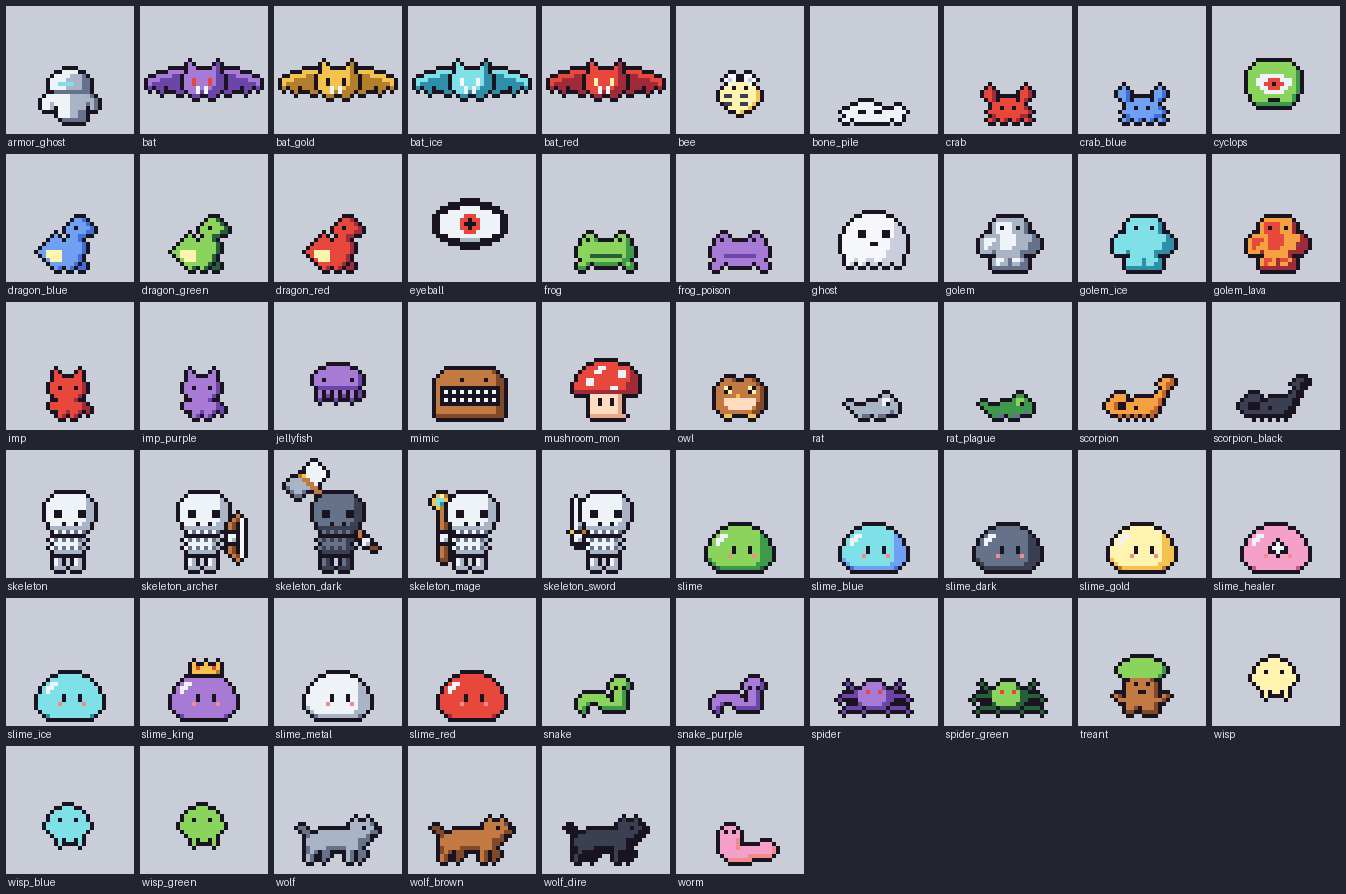 armor_ghost bat bat_gold bat_ice bat_red bee bone_pile crab crab_blue cyclops
dragon_blue dragon_green dragon_red eyeball frog frog_poison ghost golem golem_ice golem_lava
imp imp_purple jellyfish mimic mushroom_mon owl rat rat_plague scorpion scorpion_black
skeleton skeleton_archer skeleton_dark skeleton_mage skeleton_sword slime slime_blue slime_dark slime_gold slime_healer
slime_ice slime_king slime_metal slime_red snake snake_purple spider spider_green treant wisp
wisp_blue wisp_green wolf wolf_brown wolf_dire worm